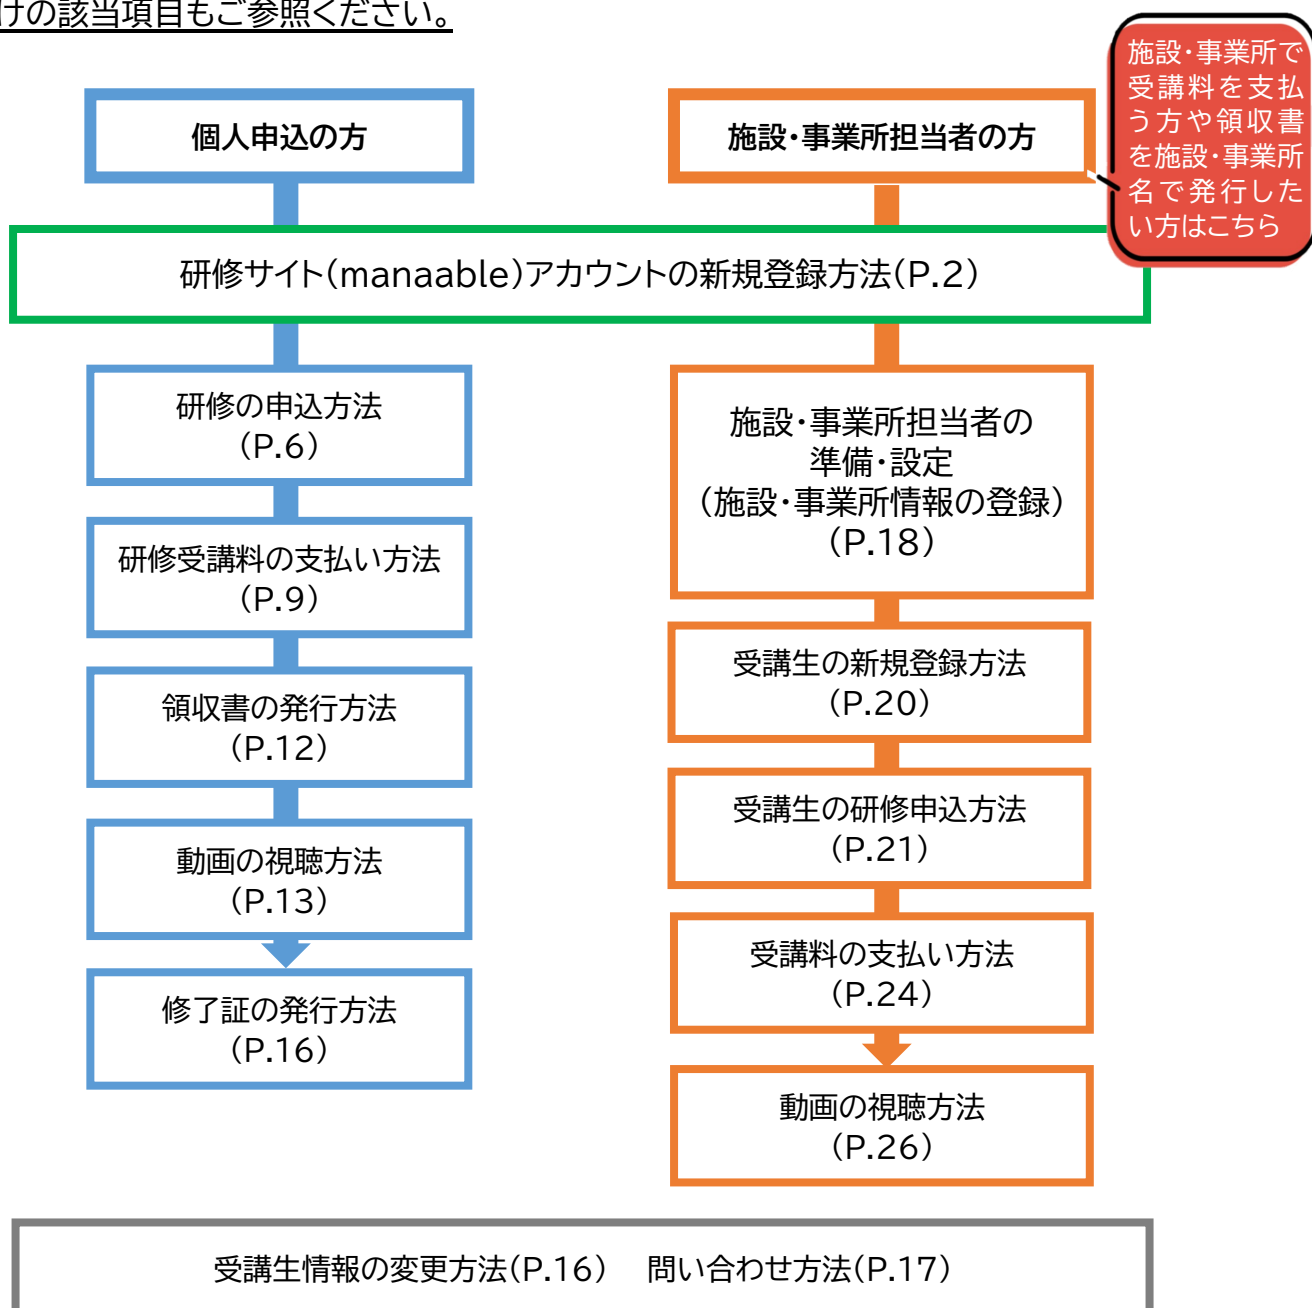 けの該当項目もご参照ください。
施設・事業所で
受講料を支払
う方や領収書
を施設・事業所
名で発行した
い方はこちら
個人申込の方
施設・事業所担当者の方
研修サイト(manaable)アカウントの新規登録方法(P.2)
研修の申込方法
(P.6)
研修受講料の支払い方法
(P.9)
領収書の発行方法
(P.12)
動画の視聴方法
(P.13)
修了証の発行方法
(P.16)
施設・事業所担当者の
準備・設定
(施設・事業所情報の登録)
(P.18)
受講生の新規登録方法
(P.20)
受講生の研修申込方法
(P.21)
受講料の支払い方法
(P.24)
動画の視聴方法
(P.26)
受講生情報の変更方法(P.16)　問い合わせ方法(P.17)